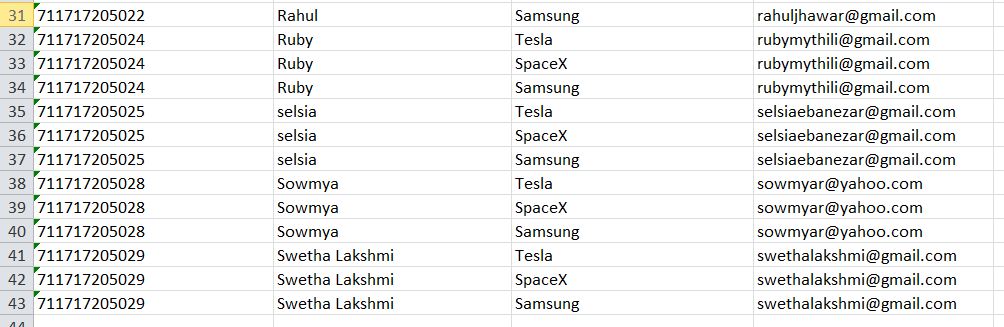 31 711717205022 Rahul Samsung rahuljhawar@gmail.com
32 711717205024 Ruby Tesla rubymythili@gmail.com
33 711717205024 Ruby SpaceX rubymythili@gmail.com
34 711717205024 Ruby Samsung rubymythili@gmail.com
35 711717205025 selsia Tesla selsiaebanezar@gmail.com
36 711717205025 selsia SpaceX selsiaebanezar@gmail.com
37 711717205025 selsia Samsung selsiaebanezar@gmail.com
38 711717205028 Sowmya Tesla sowmyar@yahoo.com
39 711717205028 Sowmya SpaceX sowmyar@yahoo.com
40 711717205028 Sowmya Samsung sowmyar@yahoo.com
41 711717205029 Swetha Lakshmi Tesla swethalakshmi@gmail.com
42 711717205029 Swetha Lakshmi SpaceX swethalakshmi@gmail.com
43 711717205029 Swetha Lakshmi Samsung swethalakshmi@gmail.com
44